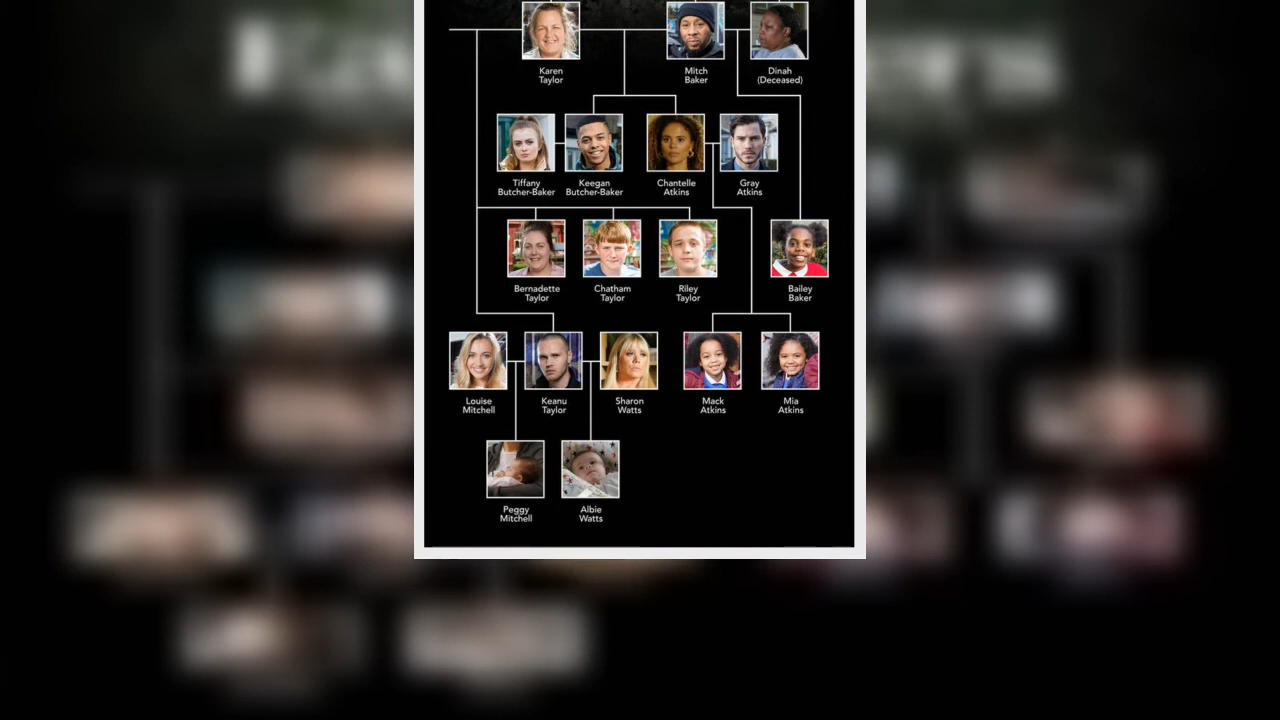 Karen
Taylor
Mitch
Baker
Dinah
(Deceased)
Tiffany
Butcher-Baker
Keegan
Butcher-Baker
Chantelle
Atkins
Gray
Atkins
Bernadette
Taylor
Chatham
Taylor
Riley
Taylor
Bailey
Baker
Louise
Mitchell
Keanu
Taylor
Sharon
Watts
Mack
Atkins
Mia
Atkins
Peggy
Mitchell
Albie
Watts